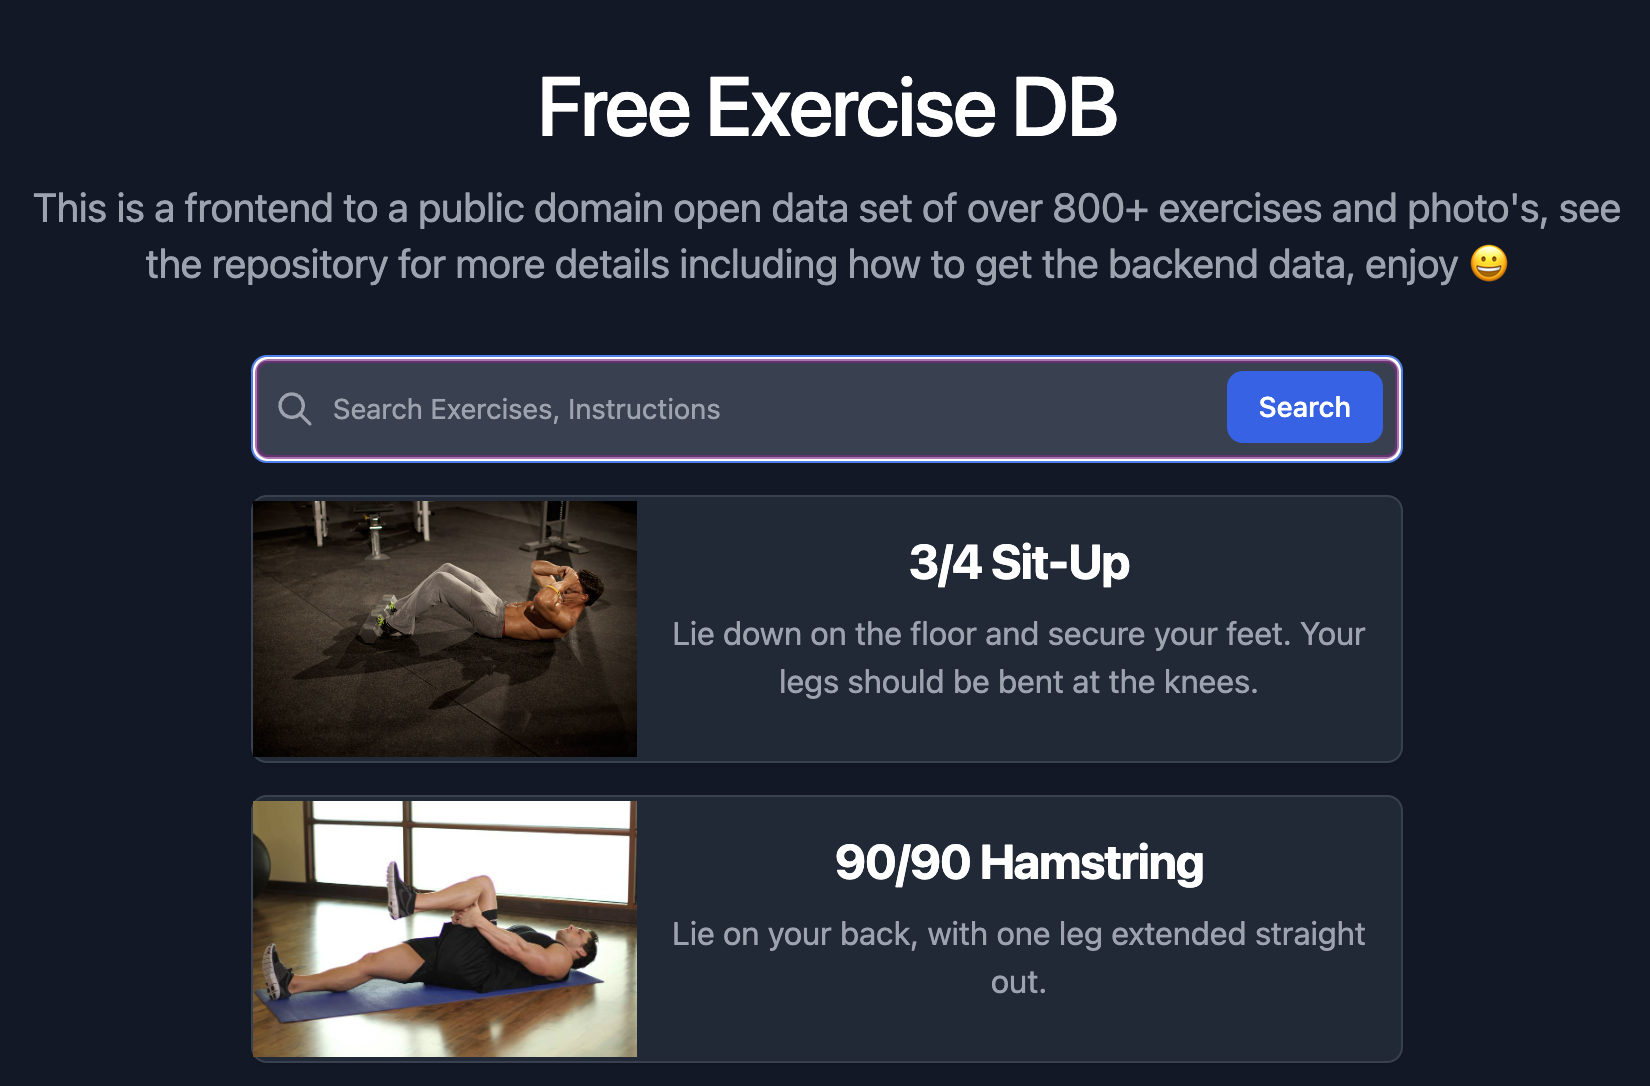 Free Exercise DB
This is a frontend to a public domain open data set of over 800+ exercises and photo's, see
the repository for more details including how to get the backend data, enjoy 😀
Search Exercises, Instructions
Search
3/4 Sit-Up
Lie down on the floor and secure your feet. Your
legs should be bent at the knees.
90/90 Hamstring
Lie on your back, with one leg extended straight
out.